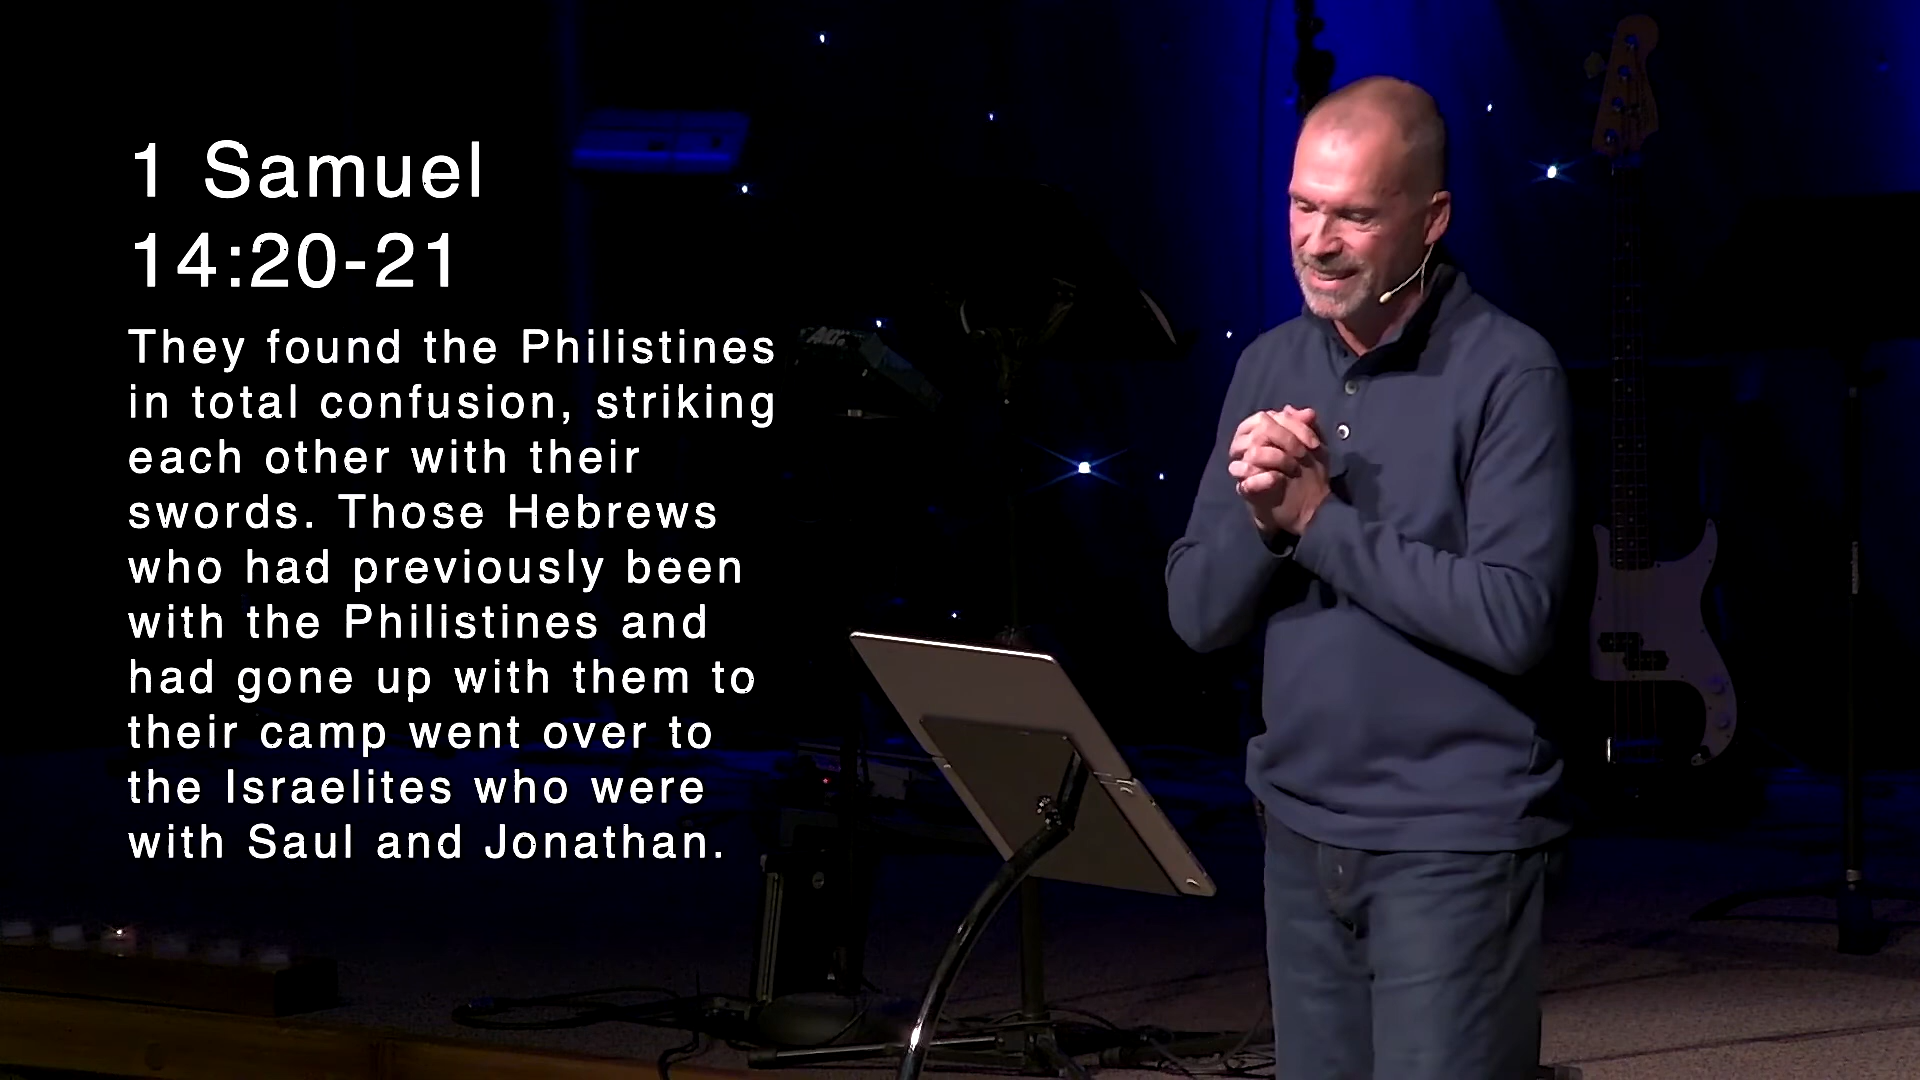 1 Samuel
14:20-21
They found the Philistines
in total confusion, striking
each other with their
swords. Those Hebrews
who had previously been
with the Philistines and
had gone up with them to
their camp went over to
the Israelites who were
with Saul and Jonathan.